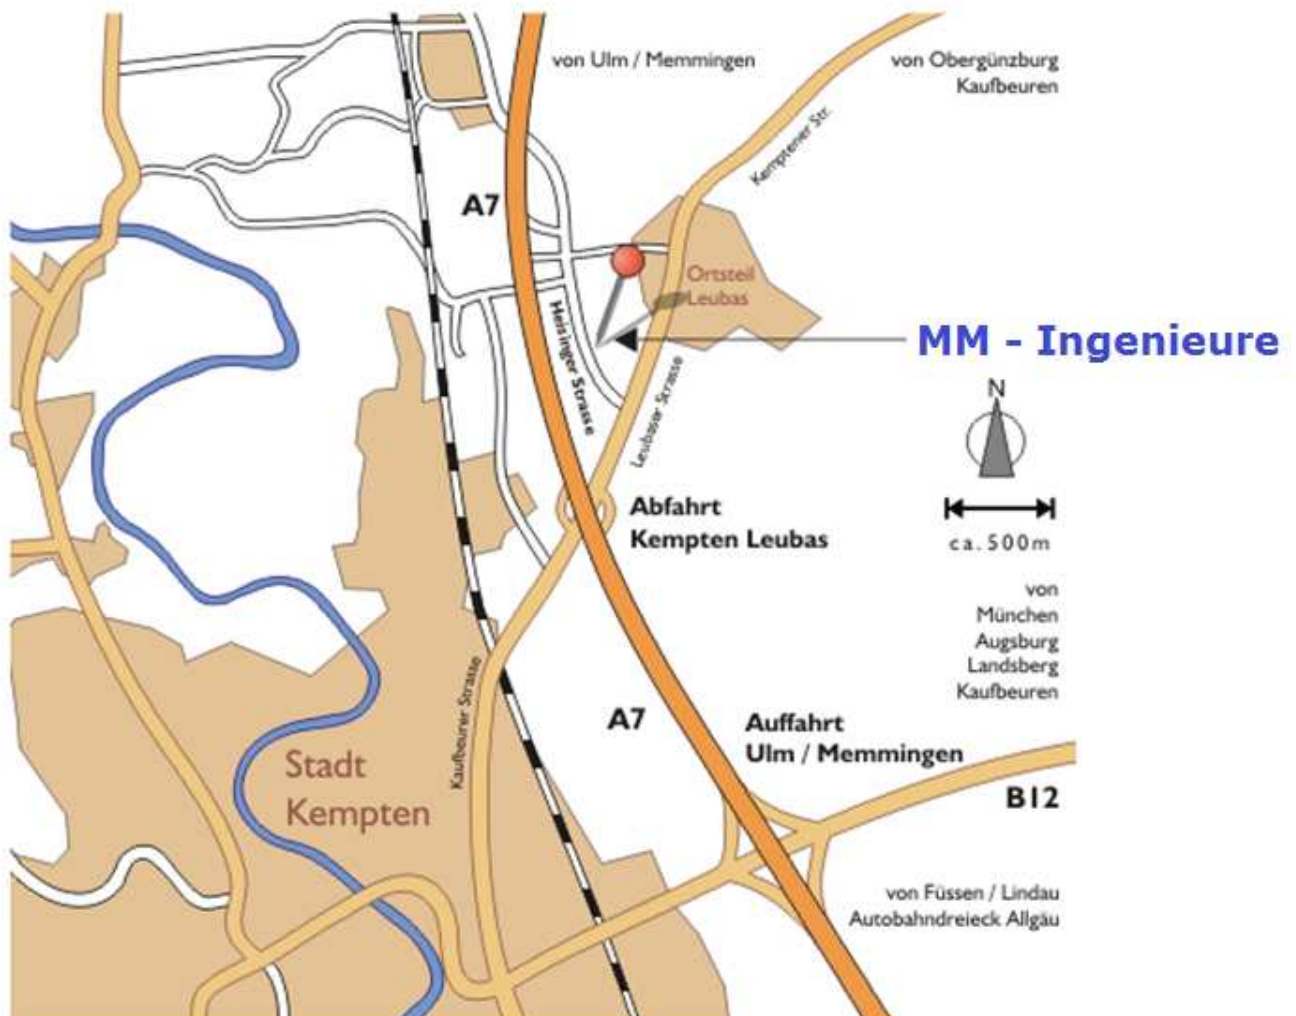 von Ulm / Memmingen
von Obergünzburg
Kaufbeuren
Kemptener Str.
A7
Ortsteil
Leubas
MM - Ingenieure
Heisinger Strasse
Leubaser Strasse
N
Abfahrt
Kempten Leubas
ca. 500m
von
München
Augsburg
Landsberg
Kaufbeuren
Kaufbeurer Strasse
A7
Auffahrt
Ulm / Memmingen
Stadt
Kempten
B12
von Füssen / Lindau
Autobahndreieck Allgäu